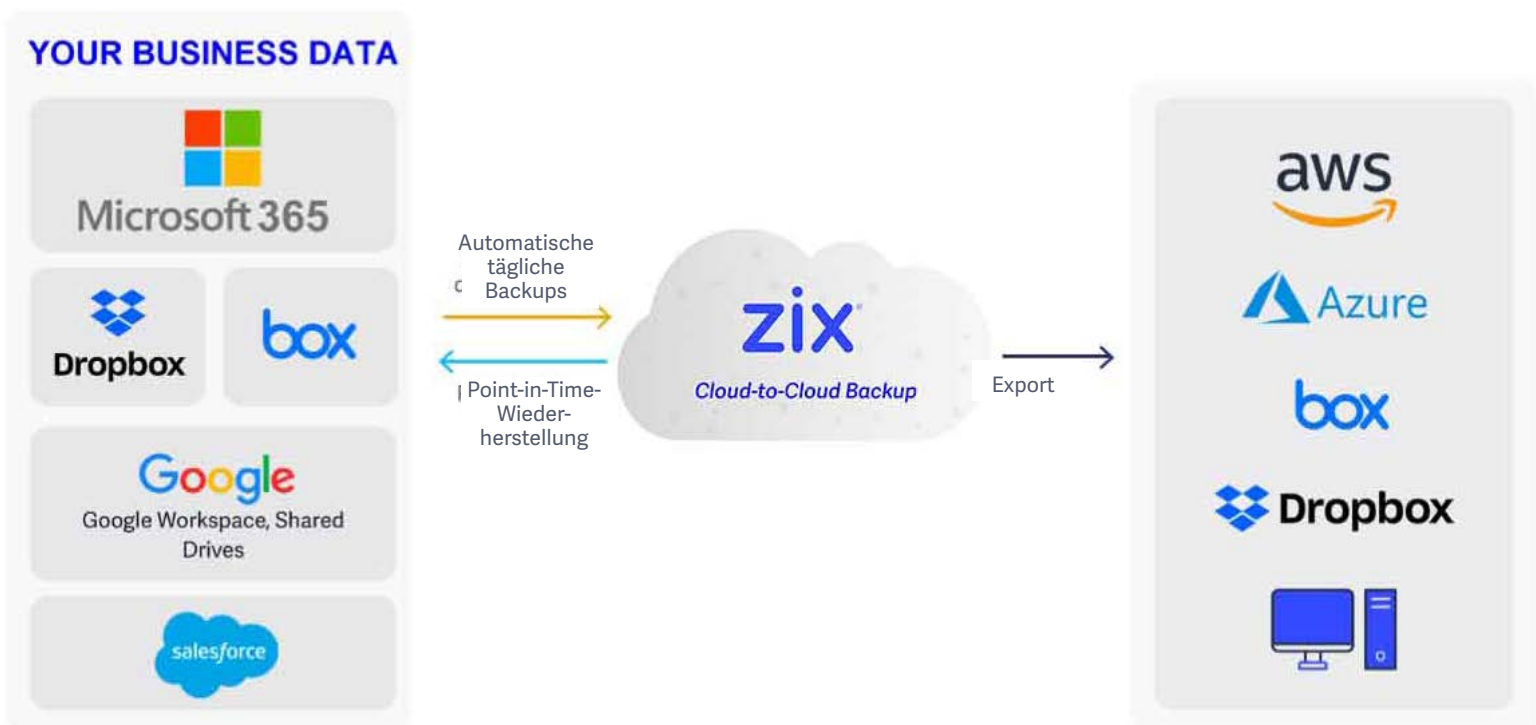 YOUR BUSINESS DATA
Microsoft 365
Dropbox
box
Google
Google Workspace, Shared
Drives
salesforce
Automatische
tägliche
Backups
Point-in-Time-
Wieder-
herstellung
zix
Cloud-to-Cloud Backup
Export
aws
Azure
box
Dropbox